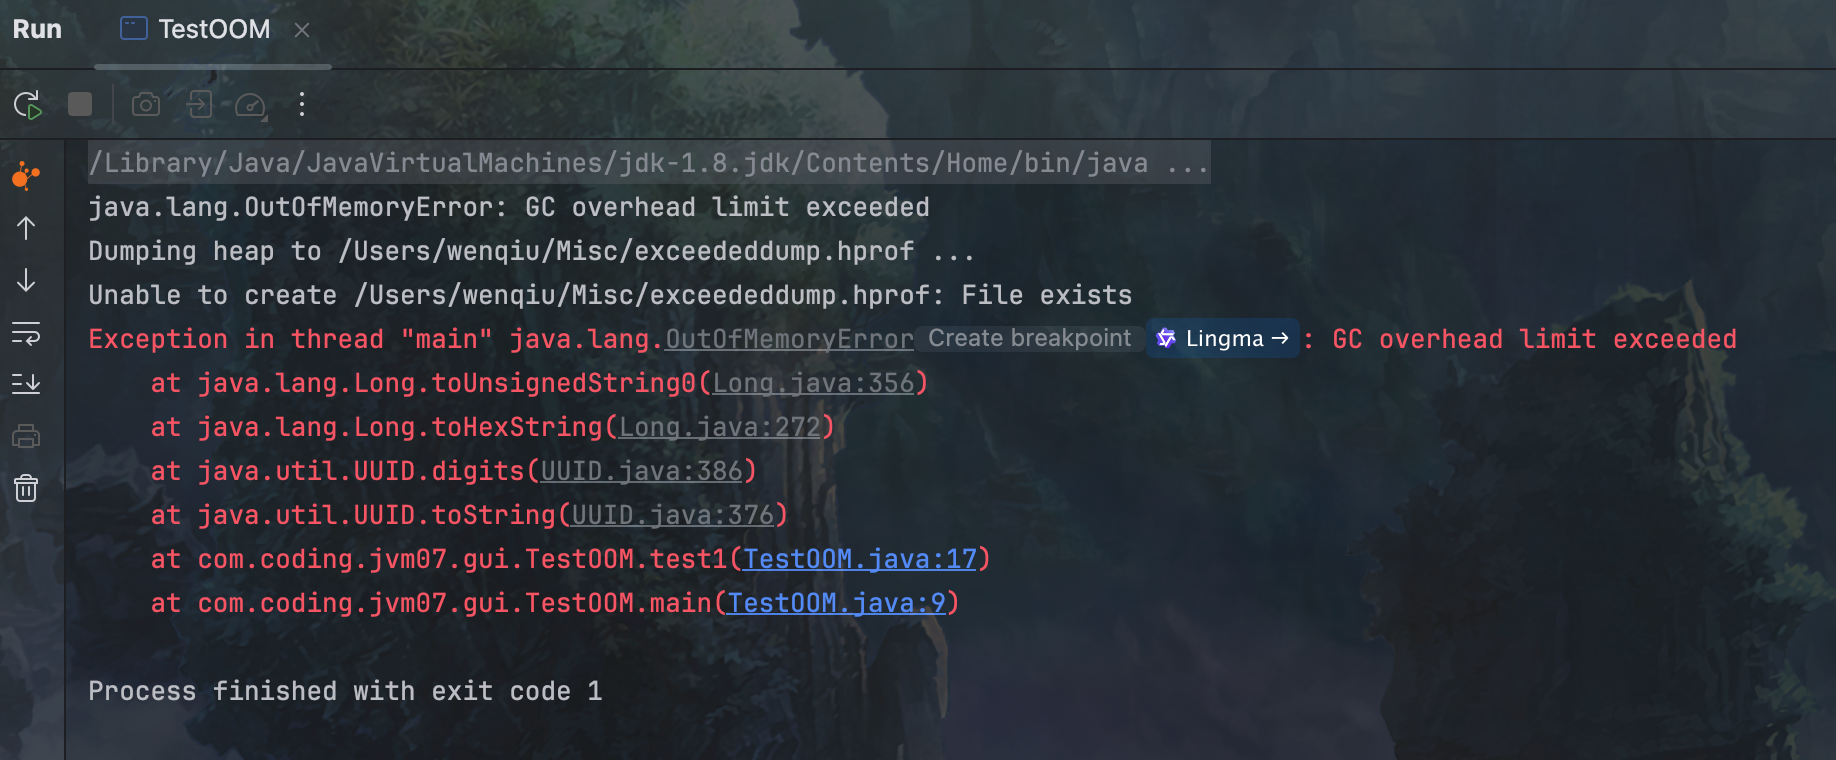 Run TestOOM
/Library/Java/JavaVirtualMachines/jdk-1.8.jdk/Contents/Home/bin/java ...
java.lang.OutOfMemoryError: GC overhead limit exceeded
Dumping heap to /Users/wenqiu/Misc/exceededdump.hprof ...
Unable to create /Users/wenqiu/Misc/exceededdump.hprof: File exists
Exception in thread "main" java.lang.OutOfMemoryError Create breakpoint Lingma → : GC overhead limit exceeded
    at java.lang.Long.toUnsignedString0(Long.java:356)
    at java.lang.Long.toHexString(Long.java:272)
    at java.util.UUID.digits(UUID.java:386)
    at java.util.UUID.toString(UUID.java:376)
    at com.coding.jvm07.gui.TestOOM.test1(TestOOM.java:17)
    at com.coding.jvm07.gui.TestOOM.main(TestOOM.java:9)
Process finished with exit code 1